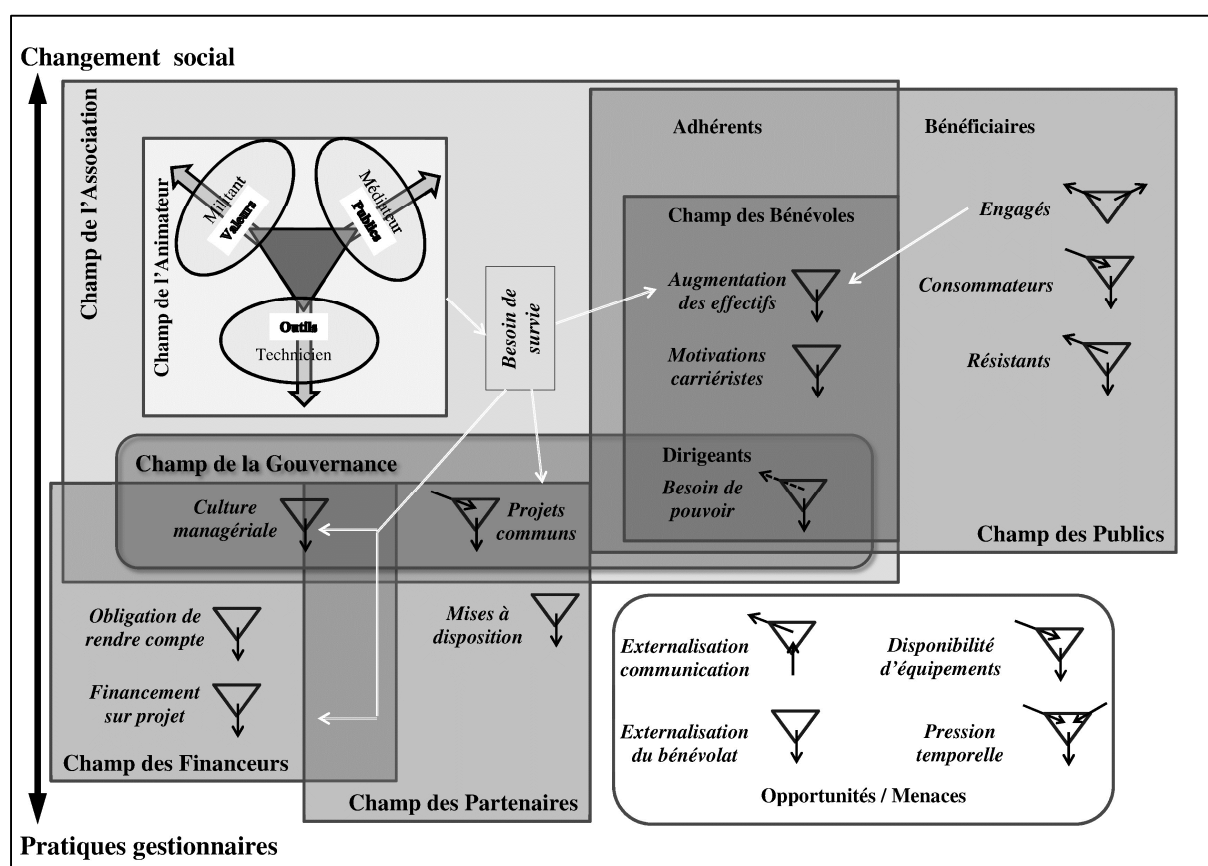 Changement social
Champ de l'Association
Champ de l'Animateur
Militant
Valeurs
Médiateur
Publics
Outils
Technicien
Besoin de
survie
Adhérents
Bénéficiaires
Champ des Bénévoles
Engagés
Augmentation
des effectifs
Consommateurs
Motivations
carriéristes
Résistants
Champ de la Gouvernance
Dirigeants
Besoin de
pouvoir
Culture
managériale
Projets
communs
Champ des Publics
Obligation de
rendre compte
Mises à
disposition
Financement
sur projet
Champ des Financeurs
Champ des Partenaires
Externalisation
communication
Disponibilité
d'équipements
Externalisation
du bénévolat
Pression
temporelle
Opportunités / Menaces
Pratiques gestionnaires